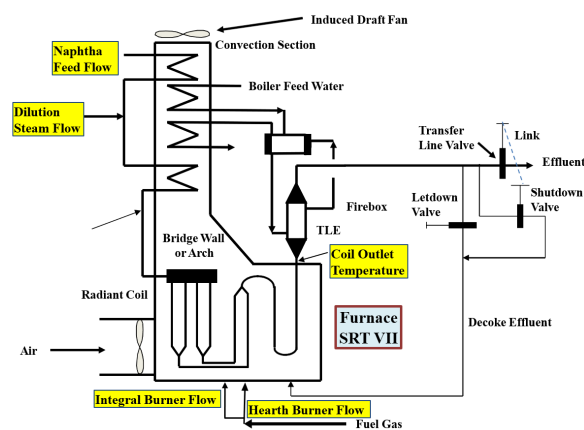 Induced Draft Fan
Convection Section
Naphtha
Feed Flow
Boiler Feed Water
Dilution
Steam Flow
Transfer
Line Valve
Link
Effluent
Shutdown
Valve
Letdown
Valve
Firebox
TLE
Bridge Wall
or Arch
Coil Outlet
Temperature
Radiant Coil
Furnace
SRT VII
Decoke Effluent
Air
Integral Burner Flow
Hearth Burner Flow
Fuel Gas